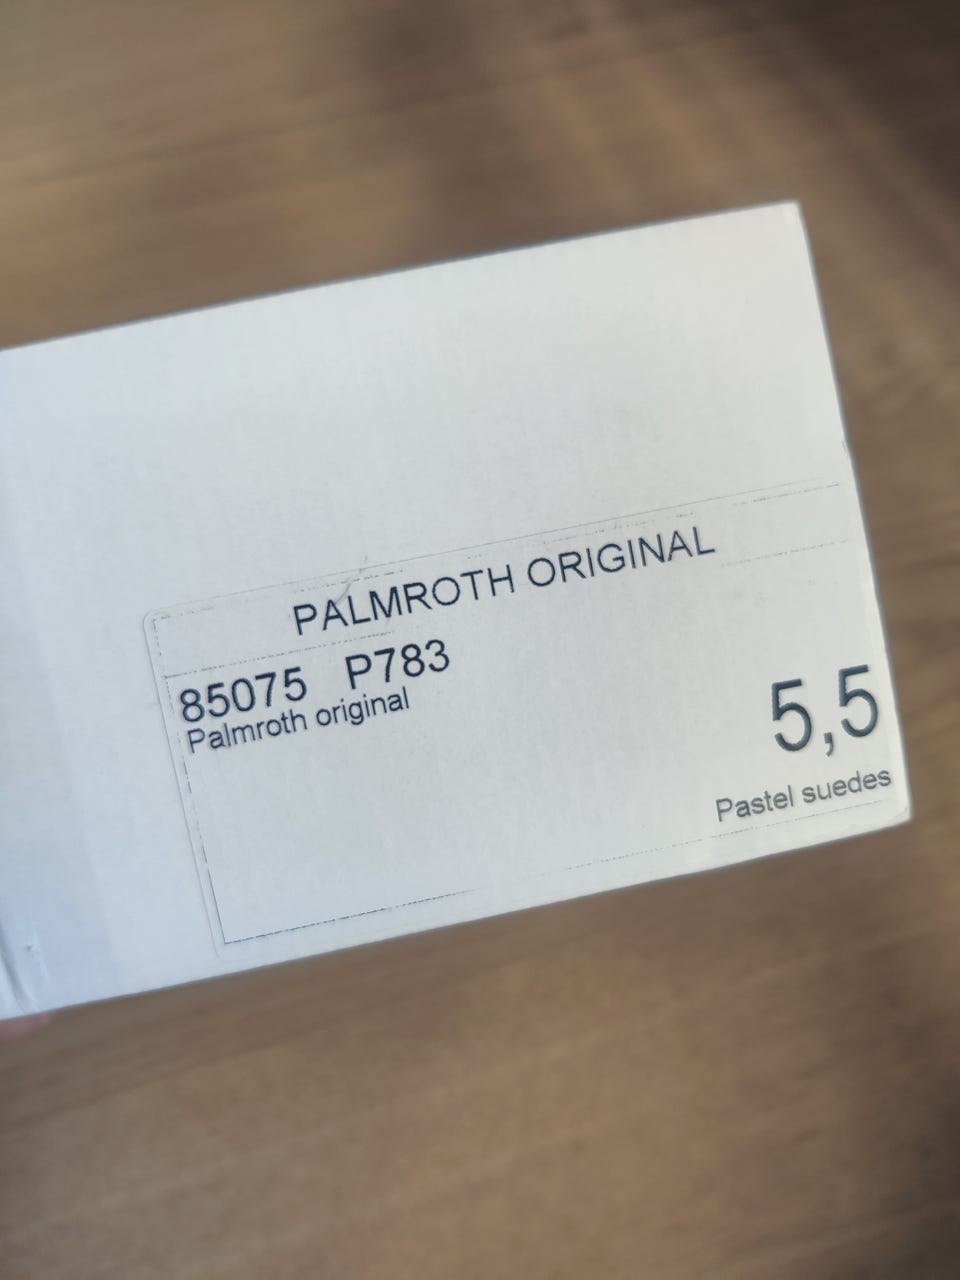 PALMROTH ORIGINAL
85075 P783
Palmroth original
5,5
Pastel suedes